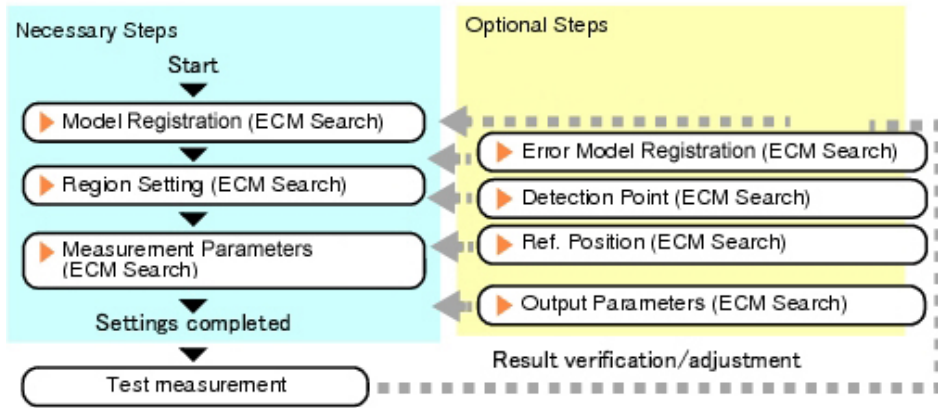 Necessary Steps
Start
Model Registration (ECM Search)
Region Setting (ECM Search)
Measurement Parameters
(ECM Search)
Settings completed
Test measurement
Optional Steps
Error Model Registration (ECM Search)
Detection Point (ECM Search)
Ref. Position (ECM Search)
Output Parameters (ECM Search)
Result verification/adjustment